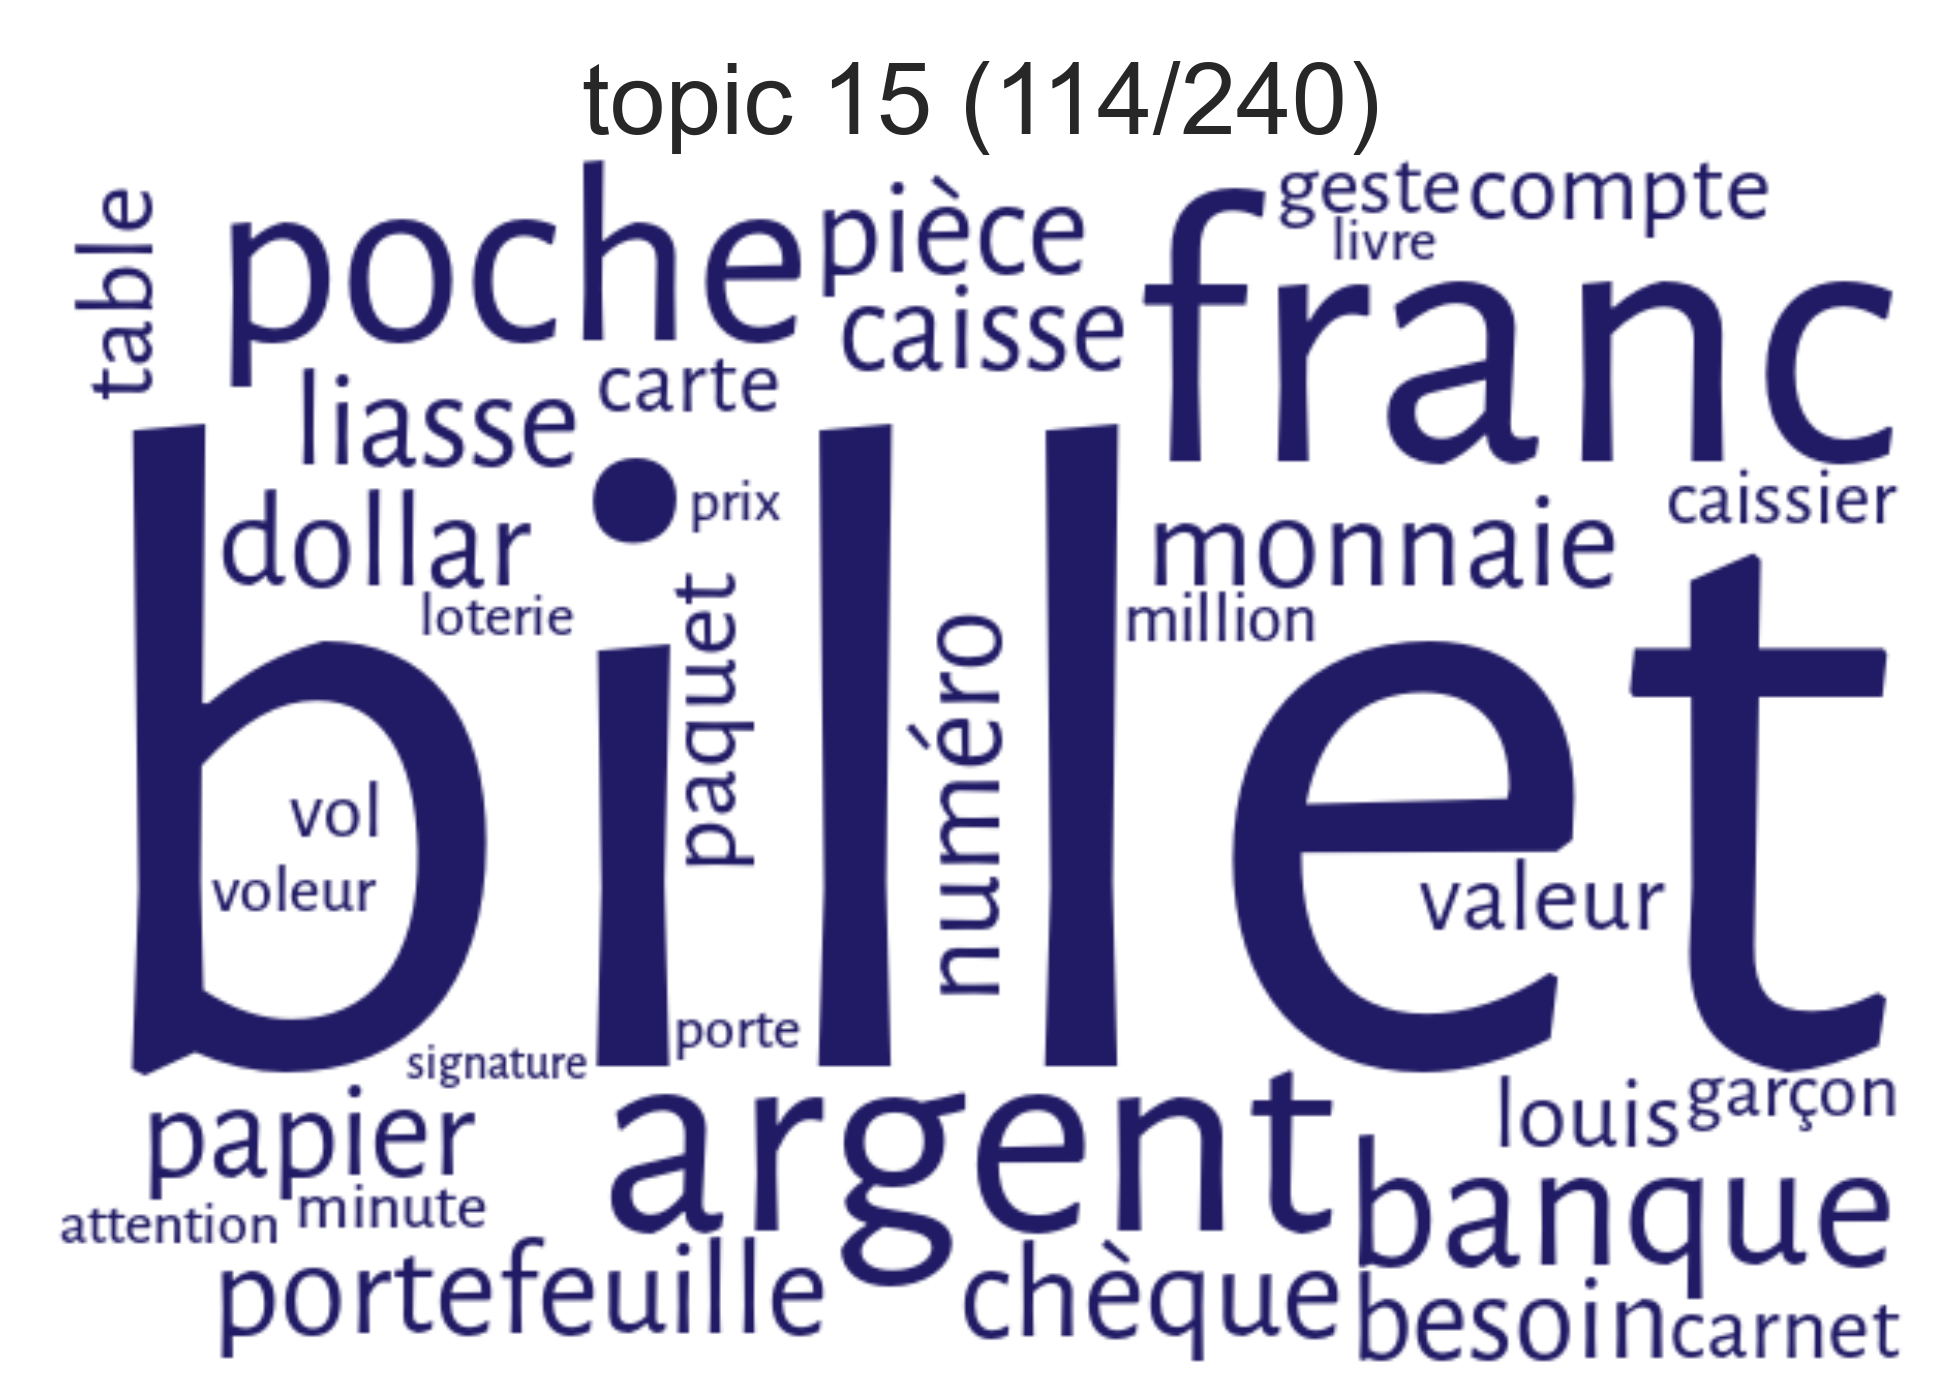 topic 15 (114/240)
table
poche
pièce
geste
compte
livre
franc
caisse
liasse
carte
dollar
prix
monnaie
caissier
loterie
million
billet
paquet
numéro
vol
voleur
valeur
porte
signature
papier
argent
louis
garçon
banque
attention
minute
portefeuille
chèque
besoin
carnet